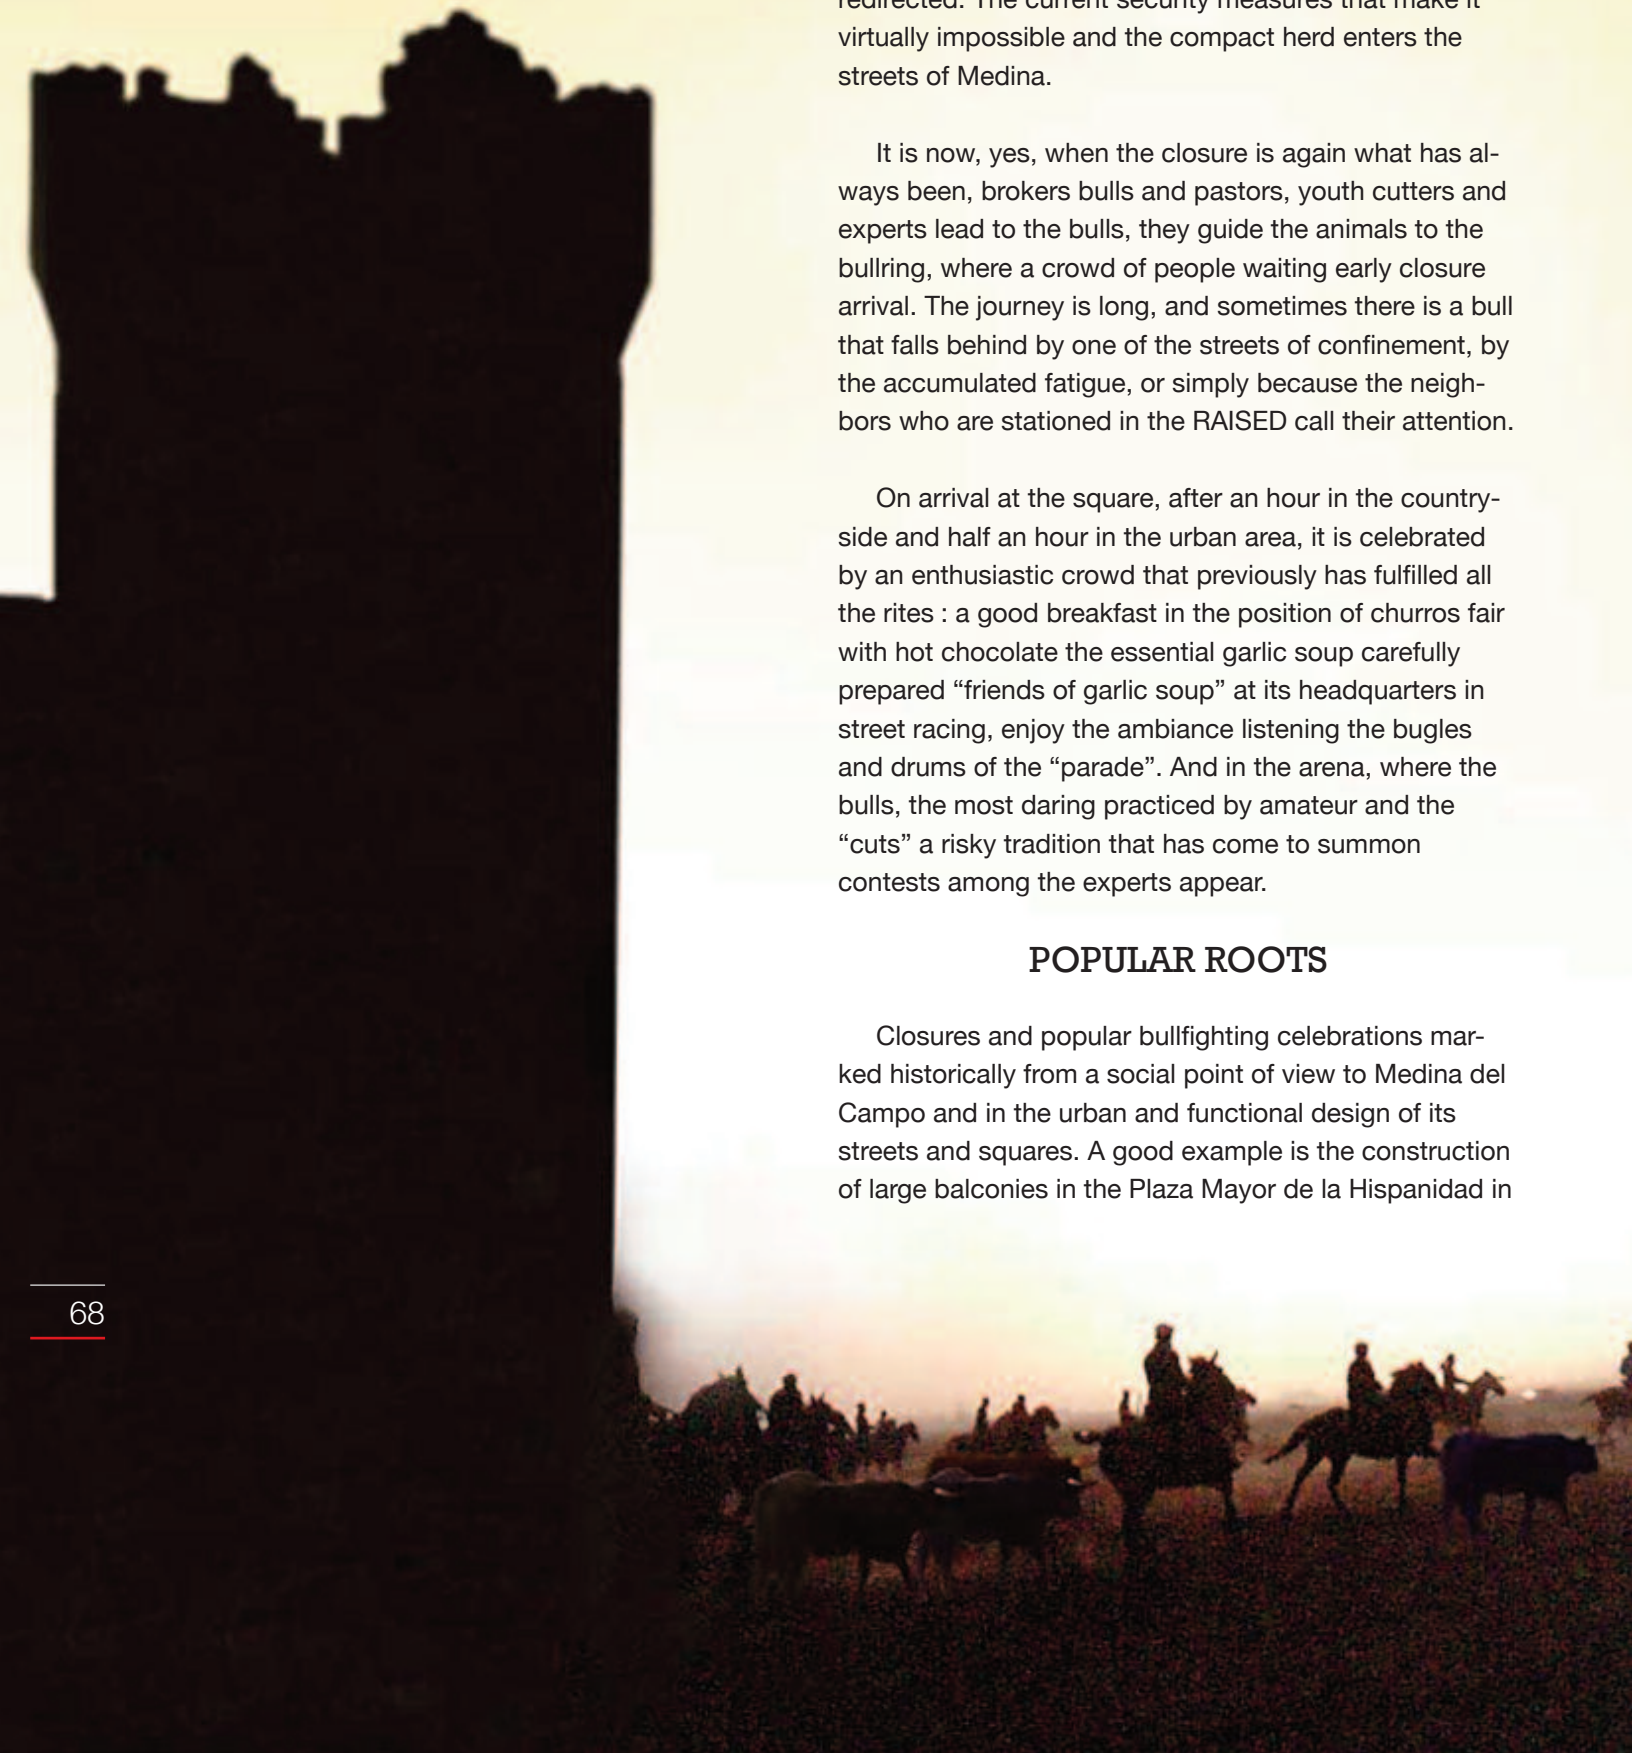 redirected. The current security measures that make it
virtually impossible and the compact herd enters the
streets of Medina.
It is now, yes, when the closure is again what has al-
ways been, brokers bulls and pastors, youth cutters and
experts lead to the bulls, they guide the animals to the
bullring, where a crowd of people waiting early closure
arrival. The journey is long, and sometimes there is a bull
that falls behind by one of the streets of confinement, by
the accumulated fatigue, or simply because the neigh-
bors who are stationed in the RAISED call their attention.
On arrival at the square, after an hour in the country-
side and half an hour in the urban area, it is celebrated
by an enthusiastic crowd that previously has fulfilled all
the rites : a good breakfast in the position of churros fair
with hot chocolate the essential garlic soup carefully
prepared “friends of garlic soup” at its headquarters in
street racing, enjoy the ambiance listening the bugles
and drums of the “parade”. And in the arena, where the
bulls, the most daring practiced by amateur and the
“cuts” a risky tradition that has come to summon
contests among the experts appear.
POPULAR ROOTS
Closures and popular bullfighting celebrations mar-
ked historically from a social point of view to Medina del
Campo and in the urban and functional design of its
streets and squares. A good example is the construction
of large balconies in the Plaza Mayor de la Hispanidad in
68